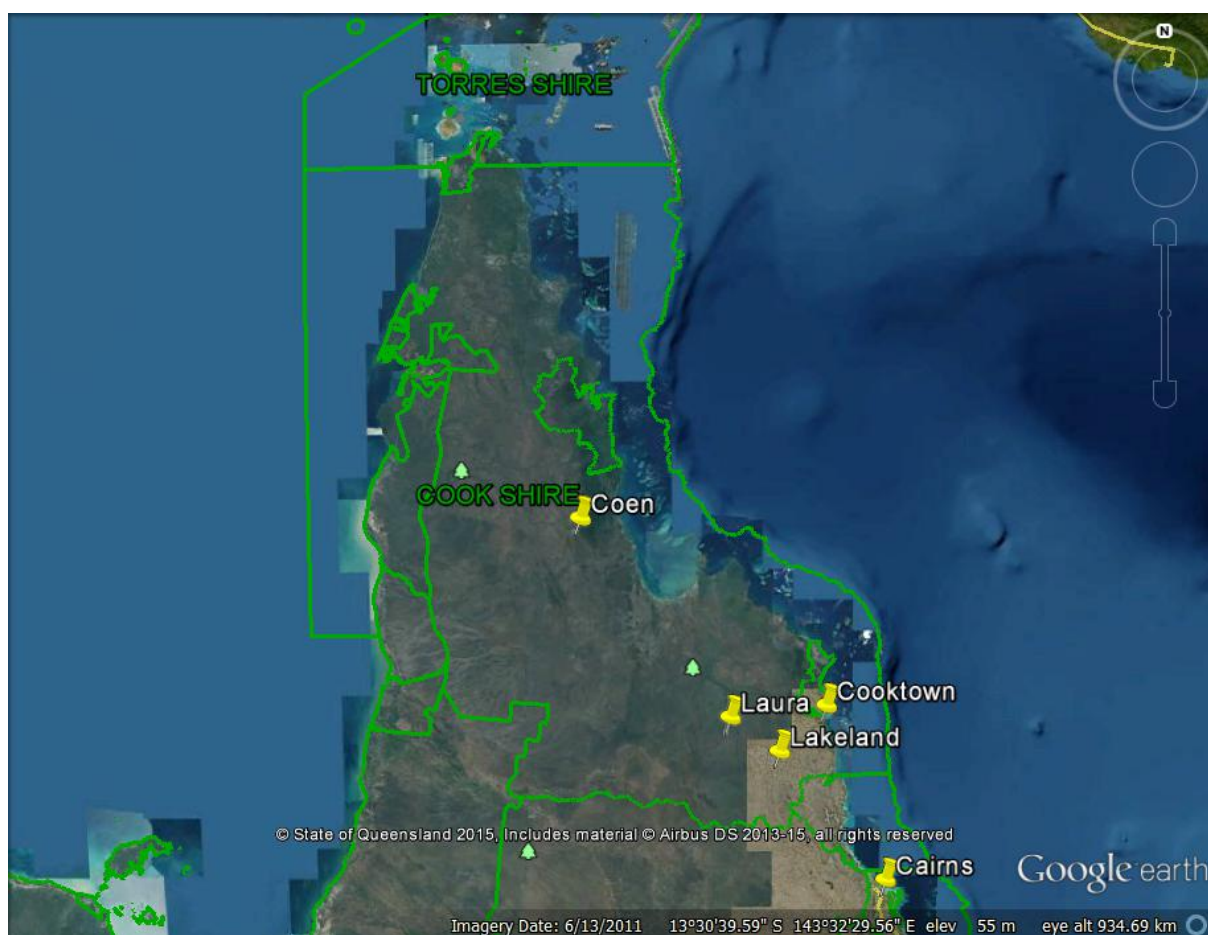 N
TORRES SHIRE
COOK SHIRE
Coen
Cooktown
Laura
Lakeland
© State of Queensland 2015, Includes material © Airbus DS 2013-15, all rights reserved
Cairns
Google earth
Imagery Date: 6/13/2011 13°30'39.59" S 143°32'29.56" E elev 55 m eye alt 934.69 km